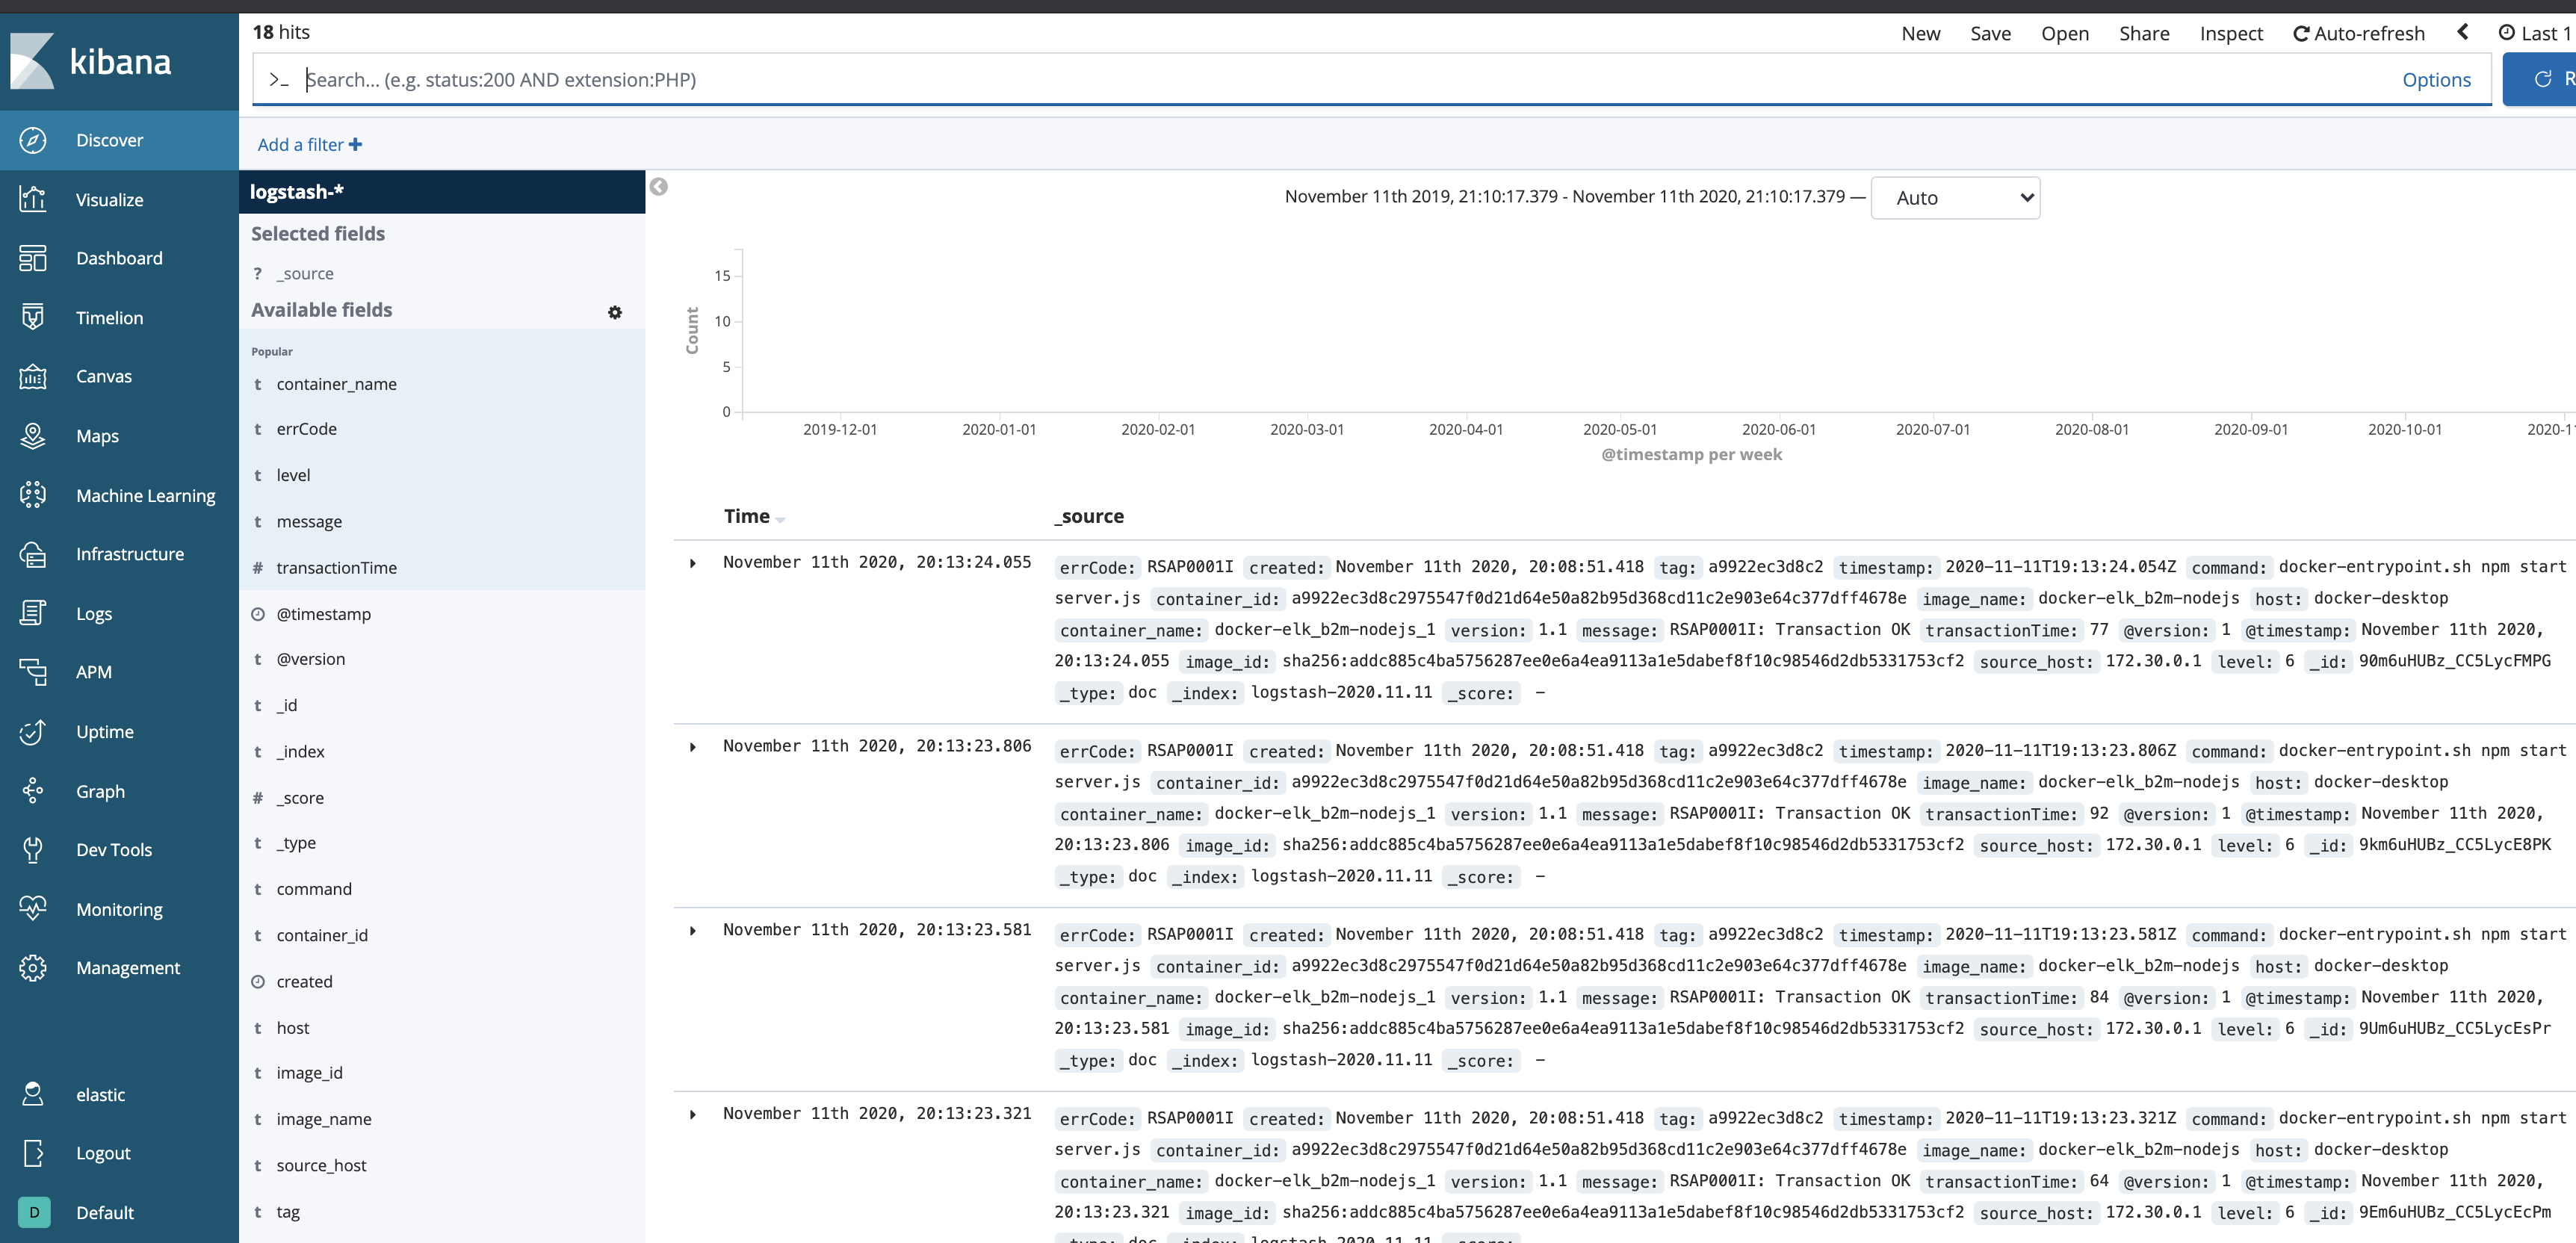 kibana
Discover
Visualize
Dashboard
Timelion
Canvas
Maps
Machine Learning
Infrastructure
Logs
APM
Uptime
Graph
Dev Tools
Monitoring
Management
elastic
Logout
D Default
18 hits
New Save Open Share Inspect Auto-refresh Last 1
>_ Search... (e.g. status:200 AND extension:PHP) Options R
Add a filter +
logstash-*
Selected fields
? _source
Available fields
Popular
t container_name
t errCode
t level
t message
# transactionTime
@timestamp
t @version
t _id
t _index
# _score
t _type
t command
t container_id
created
t host
t image_id
t image_name
t source_host
t tag
November 11th 2019, 21:10:17.379 - November 11th 2020, 21:10:17.379 — Auto
Count
15
10
5
0
2019-12-01 2020-01-01 2020-02-01 2020-03-01 2020-04-01 2020-05-01 2020-06-01 2020-07-01 2020-08-01 2020-09-01 2020-10-01 2020-1
@timestamp per week
Time _source
November 11th 2020, 20:13:24.055 errCode: RSAP0001I created: November 11th 2020, 20:08:51.418 tag: a9922ec3d8c2 timestamp: 2020-11-11T19:13:24.054Z command: docker-entrypoint.sh npm start
server.js container_id: a9922ec3d8c2975547f0d21d64e50a82b95d368cd11c2e903e64c377dff4678e image_name: docker-elk_b2m-nodejs host: docker-desktop
container_name: docker-elk_b2m-nodejs_1 version: 1.1 message: RSAP0001I: Transaction OK transactionTime: 77 @version: 1 @timestamp: November 11th 2020,
20:13:24.055 image_id: sha256:addc885c4ba5756287ee0e6a4ea9113a1e5dabef8f10c98546d2db5331753cf2 source_host: 172.30.0.1 level: 6 _id: 90m6uHUBz_CC5LycFMPG
_type: doc _index: logstash-2020.11.11 _score: -
November 11th 2020, 20:13:23.806 errCode: RSAP0001I created: November 11th 2020, 20:08:51.418 tag: a9922ec3d8c2 timestamp: 2020-11-11T19:13:23.806Z command: docker-entrypoint.sh npm start
server.js container_id: a9922ec3d8c2975547f0d21d64e50a82b95d368cd11c2e903e64c377dff4678e image_name: docker-elk_b2m-nodejs host: docker-desktop
container_name: docker-elk_b2m-nodejs_1 version: 1.1 message: RSAP0001I: Transaction OK transactionTime: 92 @version: 1 @timestamp: November 11th 2020,
20:13:23.806 image_id: sha256:addc885c4ba5756287ee0e6a4ea9113a1e5dabef8f10c98546d2db5331753cf2 source_host: 172.30.0.1 level: 6 _id: 9km6uHUBz_CC5LycE8PK
_type: doc _index: logstash-2020.11.11 _score: -
November 11th 2020, 20:13:23.581 errCode: RSAP0001I created: November 11th 2020, 20:08:51.418 tag: a9922ec3d8c2 timestamp: 2020-11-11T19:13:23.581Z command: docker-entrypoint.sh npm start
server.js container_id: a9922ec3d8c2975547f0d21d64e50a82b95d368cd11c2e903e64c377dff4678e image_name: docker-elk_b2m-nodejs host: docker-desktop
container_name: docker-elk_b2m-nodejs_1 version: 1.1 message: RSAP0001I: Transaction OK transactionTime: 84 @version: 1 @timestamp: November 11th 2020,
20:13:23.581 image_id: sha256:addc885c4ba5756287ee0e6a4ea9113a1e5dabef8f10c98546d2db5331753cf2 source_host: 172.30.0.1 level: 6 _id: 9Um6uHUBz_CC5LycEsPr
_type: doc _index: logstash-2020.11.11 _score: -
November 11th 2020, 20:13:23.321 errCode: RSAP0001I created: November 11th 2020, 20:08:51.418 tag: a9922ec3d8c2 timestamp: 2020-11-11T19:13:23.321Z command: docker-entrypoint.sh npm start
server.js container_id: a9922ec3d8c2975547f0d21d64e50a82b95d368cd11c2e903e64c377dff4678e image_name: docker-elk_b2m-nodejs host: docker-desktop
container_name: docker-elk_b2m-nodejs_1 version: 1.1 message: RSAP0001I: Transaction OK transactionTime: 64 @version: 1 @timestamp: November 11th 2020,
20:13:23.321 image_id: sha256:addc885c4ba5756287ee0e6a4ea9113a1e5dabef8f10c98546d2db5331753cf2 source_host: 172.30.0.1 level: 6 _id: 9Em6uHUBz_CC5LycEcPm